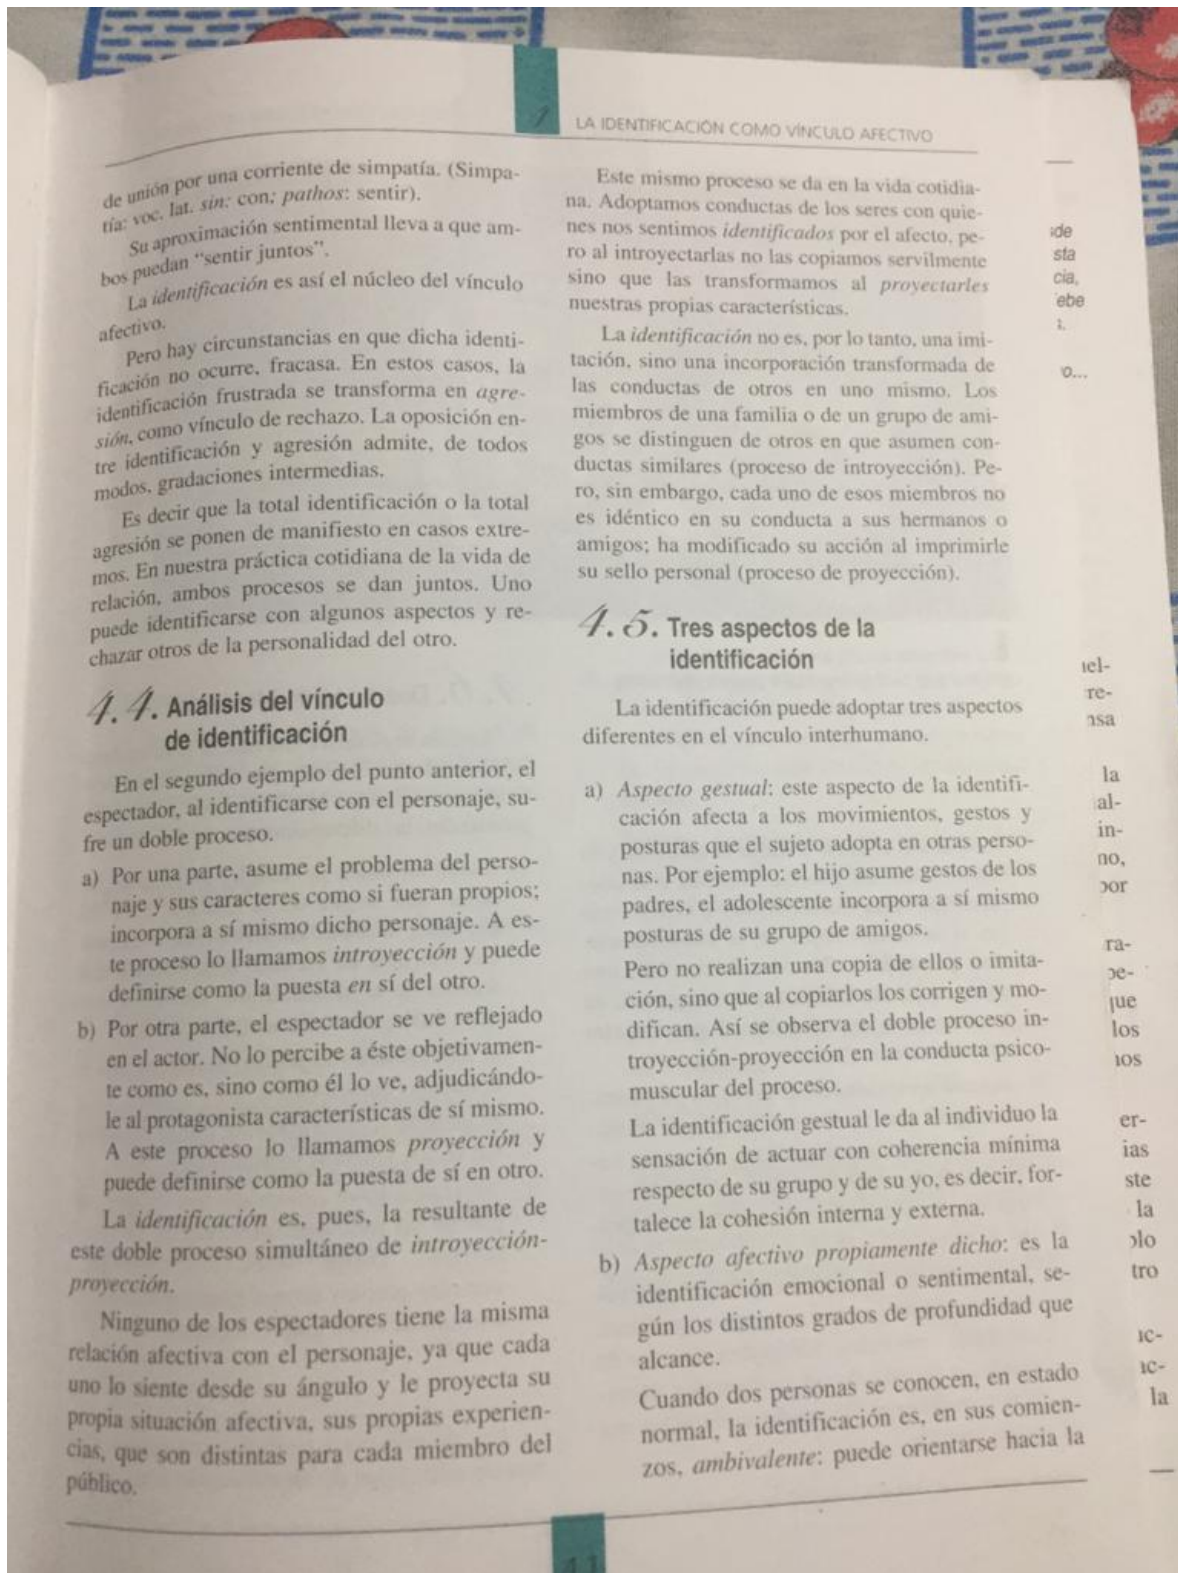 LA IDENTIFICACIÓN COMO VÍNCULO AFECTIVO
de unión por una corriente de simpatía. (Simpa-
tía: voc. lat. sin: con; pathos: sentir).
Su aproximación sentimental lleva a que am-
bos puedan “sentir juntos”.
La identificación es así el núcleo del vínculo
afectivo.
Pero hay circunstancias en que dicha identi-
ficación no ocurre, fracasa. En estos casos, la
identificación frustrada se transforma en agre-
sión, como vínculo de rechazo. La oposición en-
tre identificación y agresión admite, de todos
modos, gradaciones intermedias.
Es decir que la total identificación o la total
agresión se ponen de manifiesto en casos extre-
mos. En nuestra práctica cotidiana de la vida de
relación, ambos procesos se dan juntos. Uno
puede identificarse con algunos aspectos y re-
chazar otros de la personalidad del otro.
4.4. Análisis del vínculo
de identificación
En el segundo ejemplo del punto anterior, el
espectador, al identificarse con el personaje, su-
fre un doble proceso.
a) Por una parte, asume el problema del perso-
naje y sus caracteres como si fueran propios;
incorpora a sí mismo dicho personaje. A es-
te proceso lo llamamos introyección y puede
definirse como la puesta en sí del otro.
b) Por otra parte, el espectador se ve reflejado
en el actor. No lo percibe a éste objetivamen-
te como es, sino como él lo ve, adjudicándo-
le al protagonista características de sí mismo.
A este proceso lo llamamos proyección y
puede definirse como la puesta de sí en otro.
La identificación es, pues, la resultante de
este doble proceso simultáneo de introyección-
proyección.
Ninguno de los espectadores tiene la misma
relación afectiva con el personaje, ya que cada
uno lo siente desde su ángulo y le proyecta su
propia situación afectiva, sus propias experien-
cias, que son distintas para cada miembro del
público.
Este mismo proceso se da en la vida cotidia-
na. Adoptamos conductas de los seres con quie-
nes nos sentimos identificados por el afecto, pe-
ro al introyectarlas no las copiamos servilmente
sino que las transformamos al proyectarles
nuestras propias características.
La identificación no es, por lo tanto, una imi-
tación, sino una incorporación transformada de
las conductas de otros en uno mismo. Los
miembros de una familia o de un grupo de ami-
gos se distinguen de otros en que asumen con-
ductas similares (proceso de introyección). Pe-
ro, sin embargo, cada uno de esos miembros no
es idéntico en su conducta a sus hermanos o
amigos; ha modificado su acción al imprimirle
su sello personal (proceso de proyección).
4.5. Tres aspectos de la
identificación
La identificación puede adoptar tres aspectos
diferentes en el vínculo interhumano.
a) Aspecto gestual: este aspecto de la identifi-
cación afecta a los movimientos, gestos y
posturas que el sujeto adopta en otras perso-
nas. Por ejemplo: el hijo asume gestos de los
padres, el adolescente incorpora a sí mismo
posturas de su grupo de amigos.
Pero no realizan una copia de ellos o imita-
ción, sino que al copiarlos los corrigen y mo-
difican. Así se observa el doble proceso in-
troyección-proyección en la conducta psico-
muscular del proceso.
La identificación gestual le da al individuo la
sensación de actuar con coherencia mínima
respecto de su grupo y de su yo, es decir, for-
talece la cohesión interna y externa.
b) Aspecto afectivo propiamente dicho: es la
identificación emocional o sentimental, se-
gún los distintos grados de profundidad que
alcance.
Cuando dos personas se conocen, en estado
normal, la identificación es, en sus comien-
zos, ambivalente: puede orientarse hacia la
sta
cia,
ebe
o...
re-
la
al-
in-
no,
ra-
los
er-
ias
ste
la
tro
la